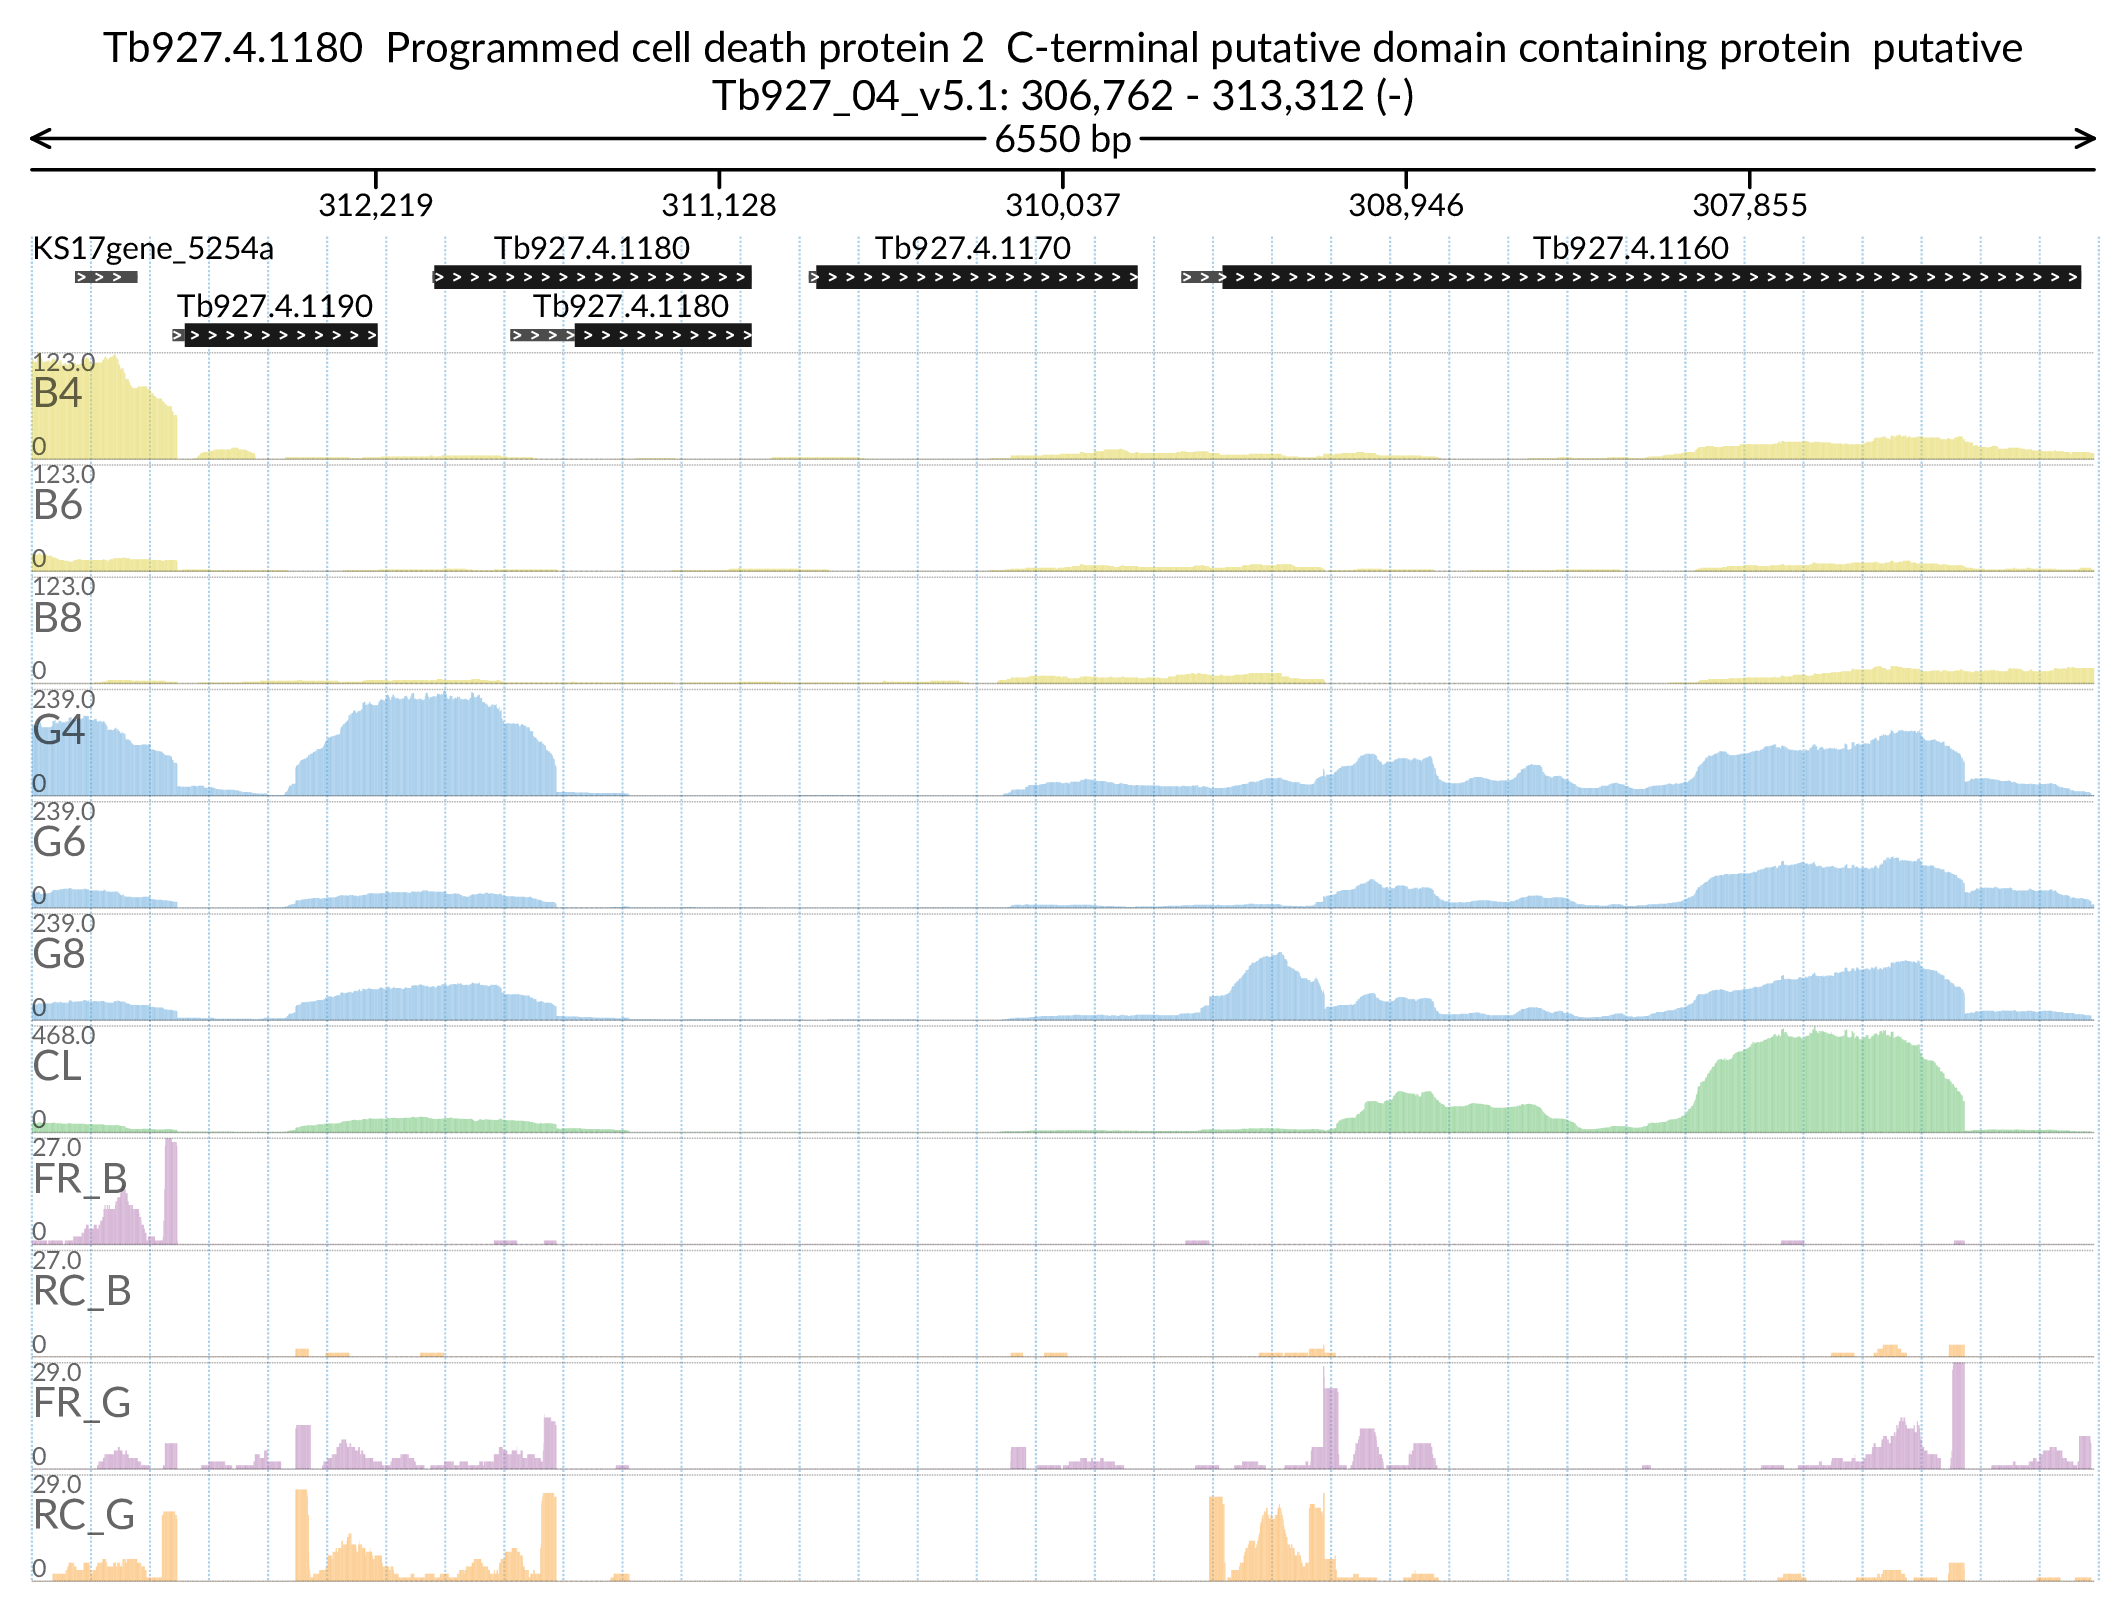 Tb927.4.1180  Programmed cell death protein 2  C-terminal putative domain containing protein  putative
Tb927_04_v5.1: 306,762 - 313,312 (-)
6550 bp
312,219 311,128 310,037 308,946 307,855
KS17gene_5254a Tb927.4.1180 Tb927.4.1170 Tb927.4.1160
Tb927.4.1190 Tb927.4.1180
123.0
B4
0
123.0
B6
0
123.0
B8
0
239.0
G4
0
239.0
G6
0
239.0
G8
0
468.0
CL
0
27.0
FR_B
0
27.0
RC_B
0
29.0
FR_G
0
29.0
RC_G
0